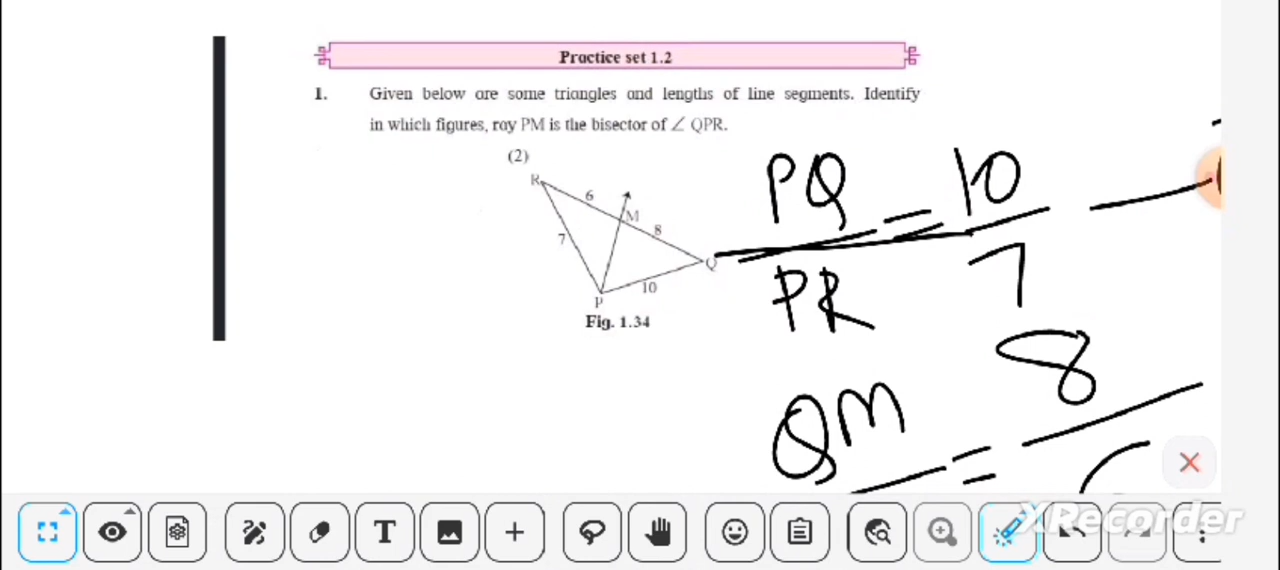 Practice set 1.2
1. Given below are some triangles and lengths of line segments. Identify
in which figures, ray PM is the bisector of ∠ QPR.
(2)
R
6
M
8
7
Q
10
P
Fig. 1.34
PQ = 10
PR 7
QM = 8
T
XRecorder